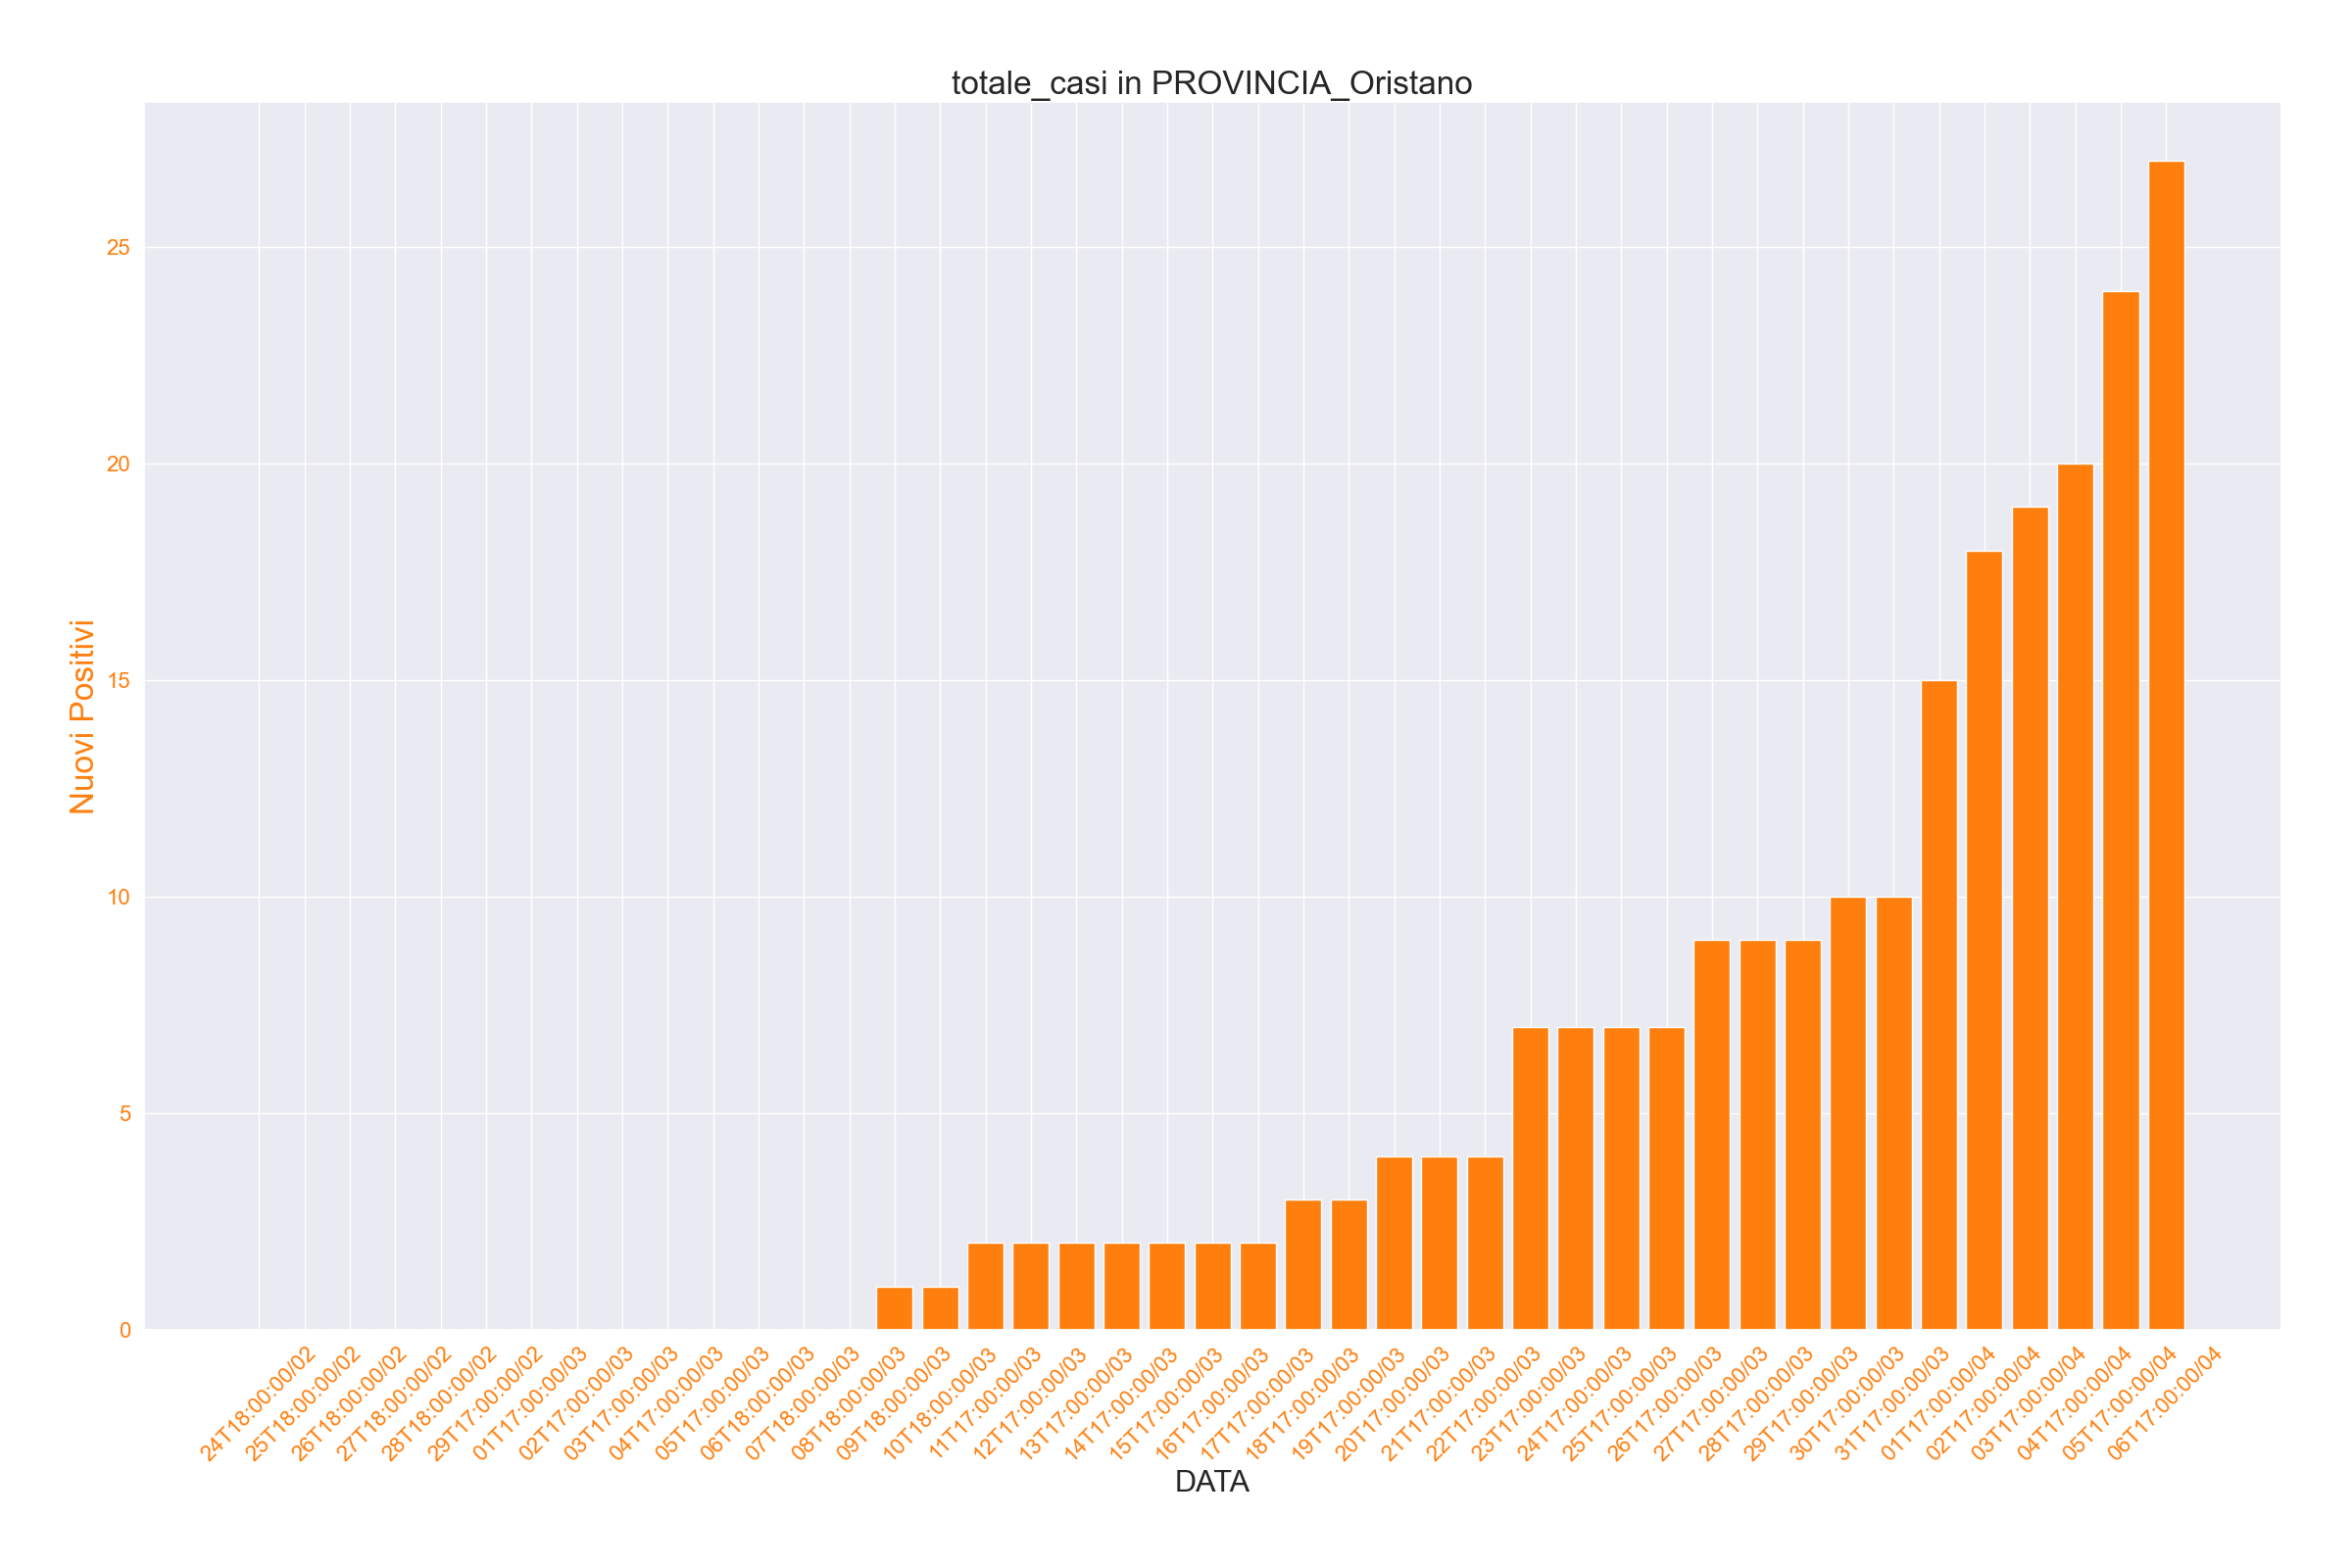 totale_casi in PROVINCIA_Oristano
Nuovi Positivi
25
20
15
10
5
0
24T18:00:00/02
25T18:00:00/02
26T18:00:00/02
27T18:00:00/02
28T18:00:00/02
29T17:00:00/02
01T17:00:00/03
02T17:00:00/03
03T17:00:00/03
04T17:00:00/03
05T17:00:00/03
06T18:00:00/03
07T18:00:00/03
08T18:00:00/03
09T18:00:00/03
10T18:00:00/03
11T17:00:00/03
12T17:00:00/03
13T17:00:00/03
14T17:00:00/03
15T17:00:00/03
16T17:00:00/03
17T17:00:00/03
18T17:00:00/03
19T17:00:00/03
20T17:00:00/03
21T17:00:00/03
22T17:00:00/03
23T17:00:00/03
24T17:00:00/03
25T17:00:00/03
26T17:00:00/03
27T17:00:00/03
28T17:00:00/03
29T17:00:00/03
30T17:00:00/03
31T17:00:00/03
01T17:00:00/04
02T17:00:00/04
03T17:00:00/04
04T17:00:00/04
05T17:00:00/04
06T17:00:00/04
DATA